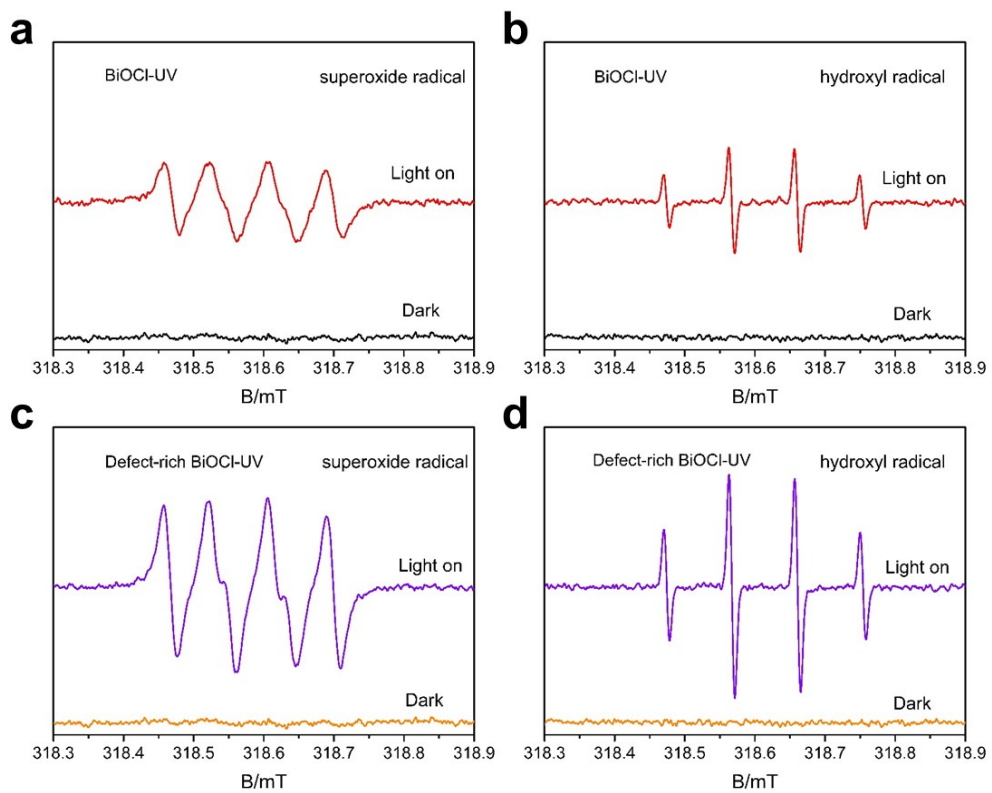 a
BiOCl-UV superoxide radical
Light on
Dark
318.3 318.4 318.5 318.6 318.7 318.8 318.9
B/mT
b
BiOCl-UV hydroxyl radical
Light on
Dark
318.3 318.4 318.5 318.6 318.7 318.8 318.9
B/mT
c
Defect-rich BiOCl-UV superoxide radical
Light on
Dark
318.3 318.4 318.5 318.6 318.7 318.8 318.9
B/mT
d
Defect-rich BiOCl-UV hydroxyl radical
Light on
Dark
318.3 318.4 318.5 318.6 318.7 318.8 318.9
B/mT